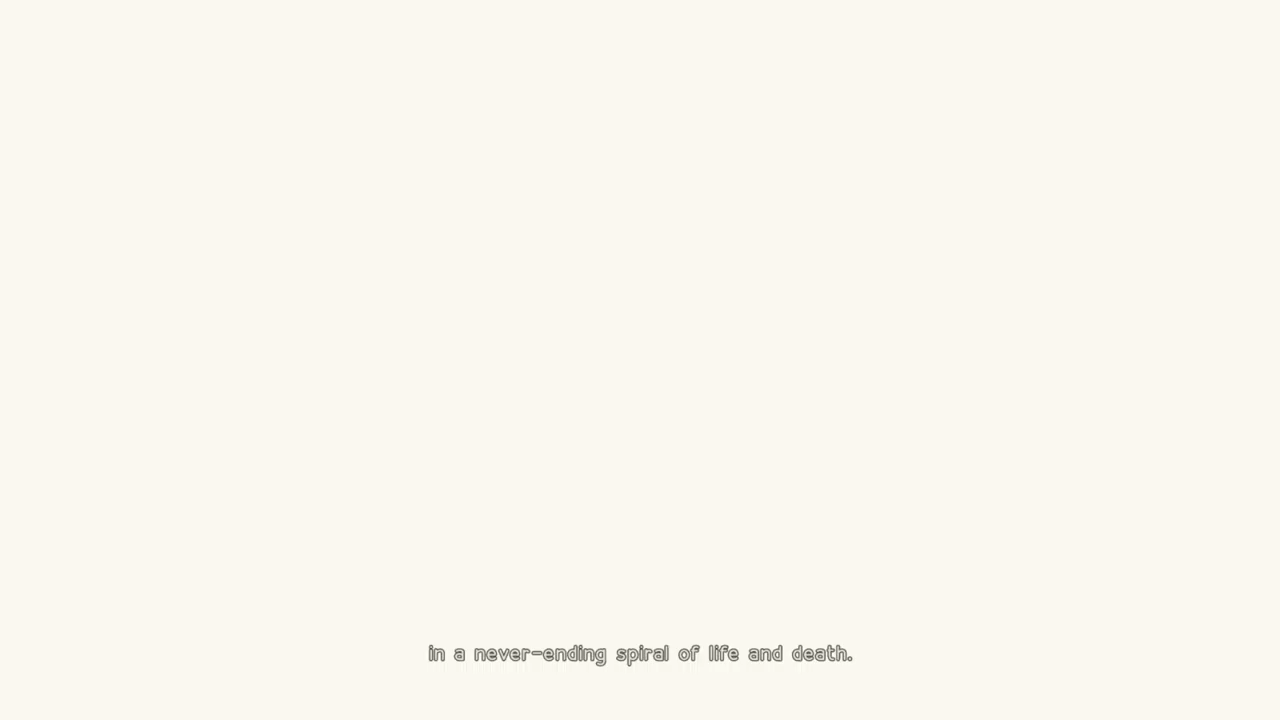 in a never-ending spiral of life and death.